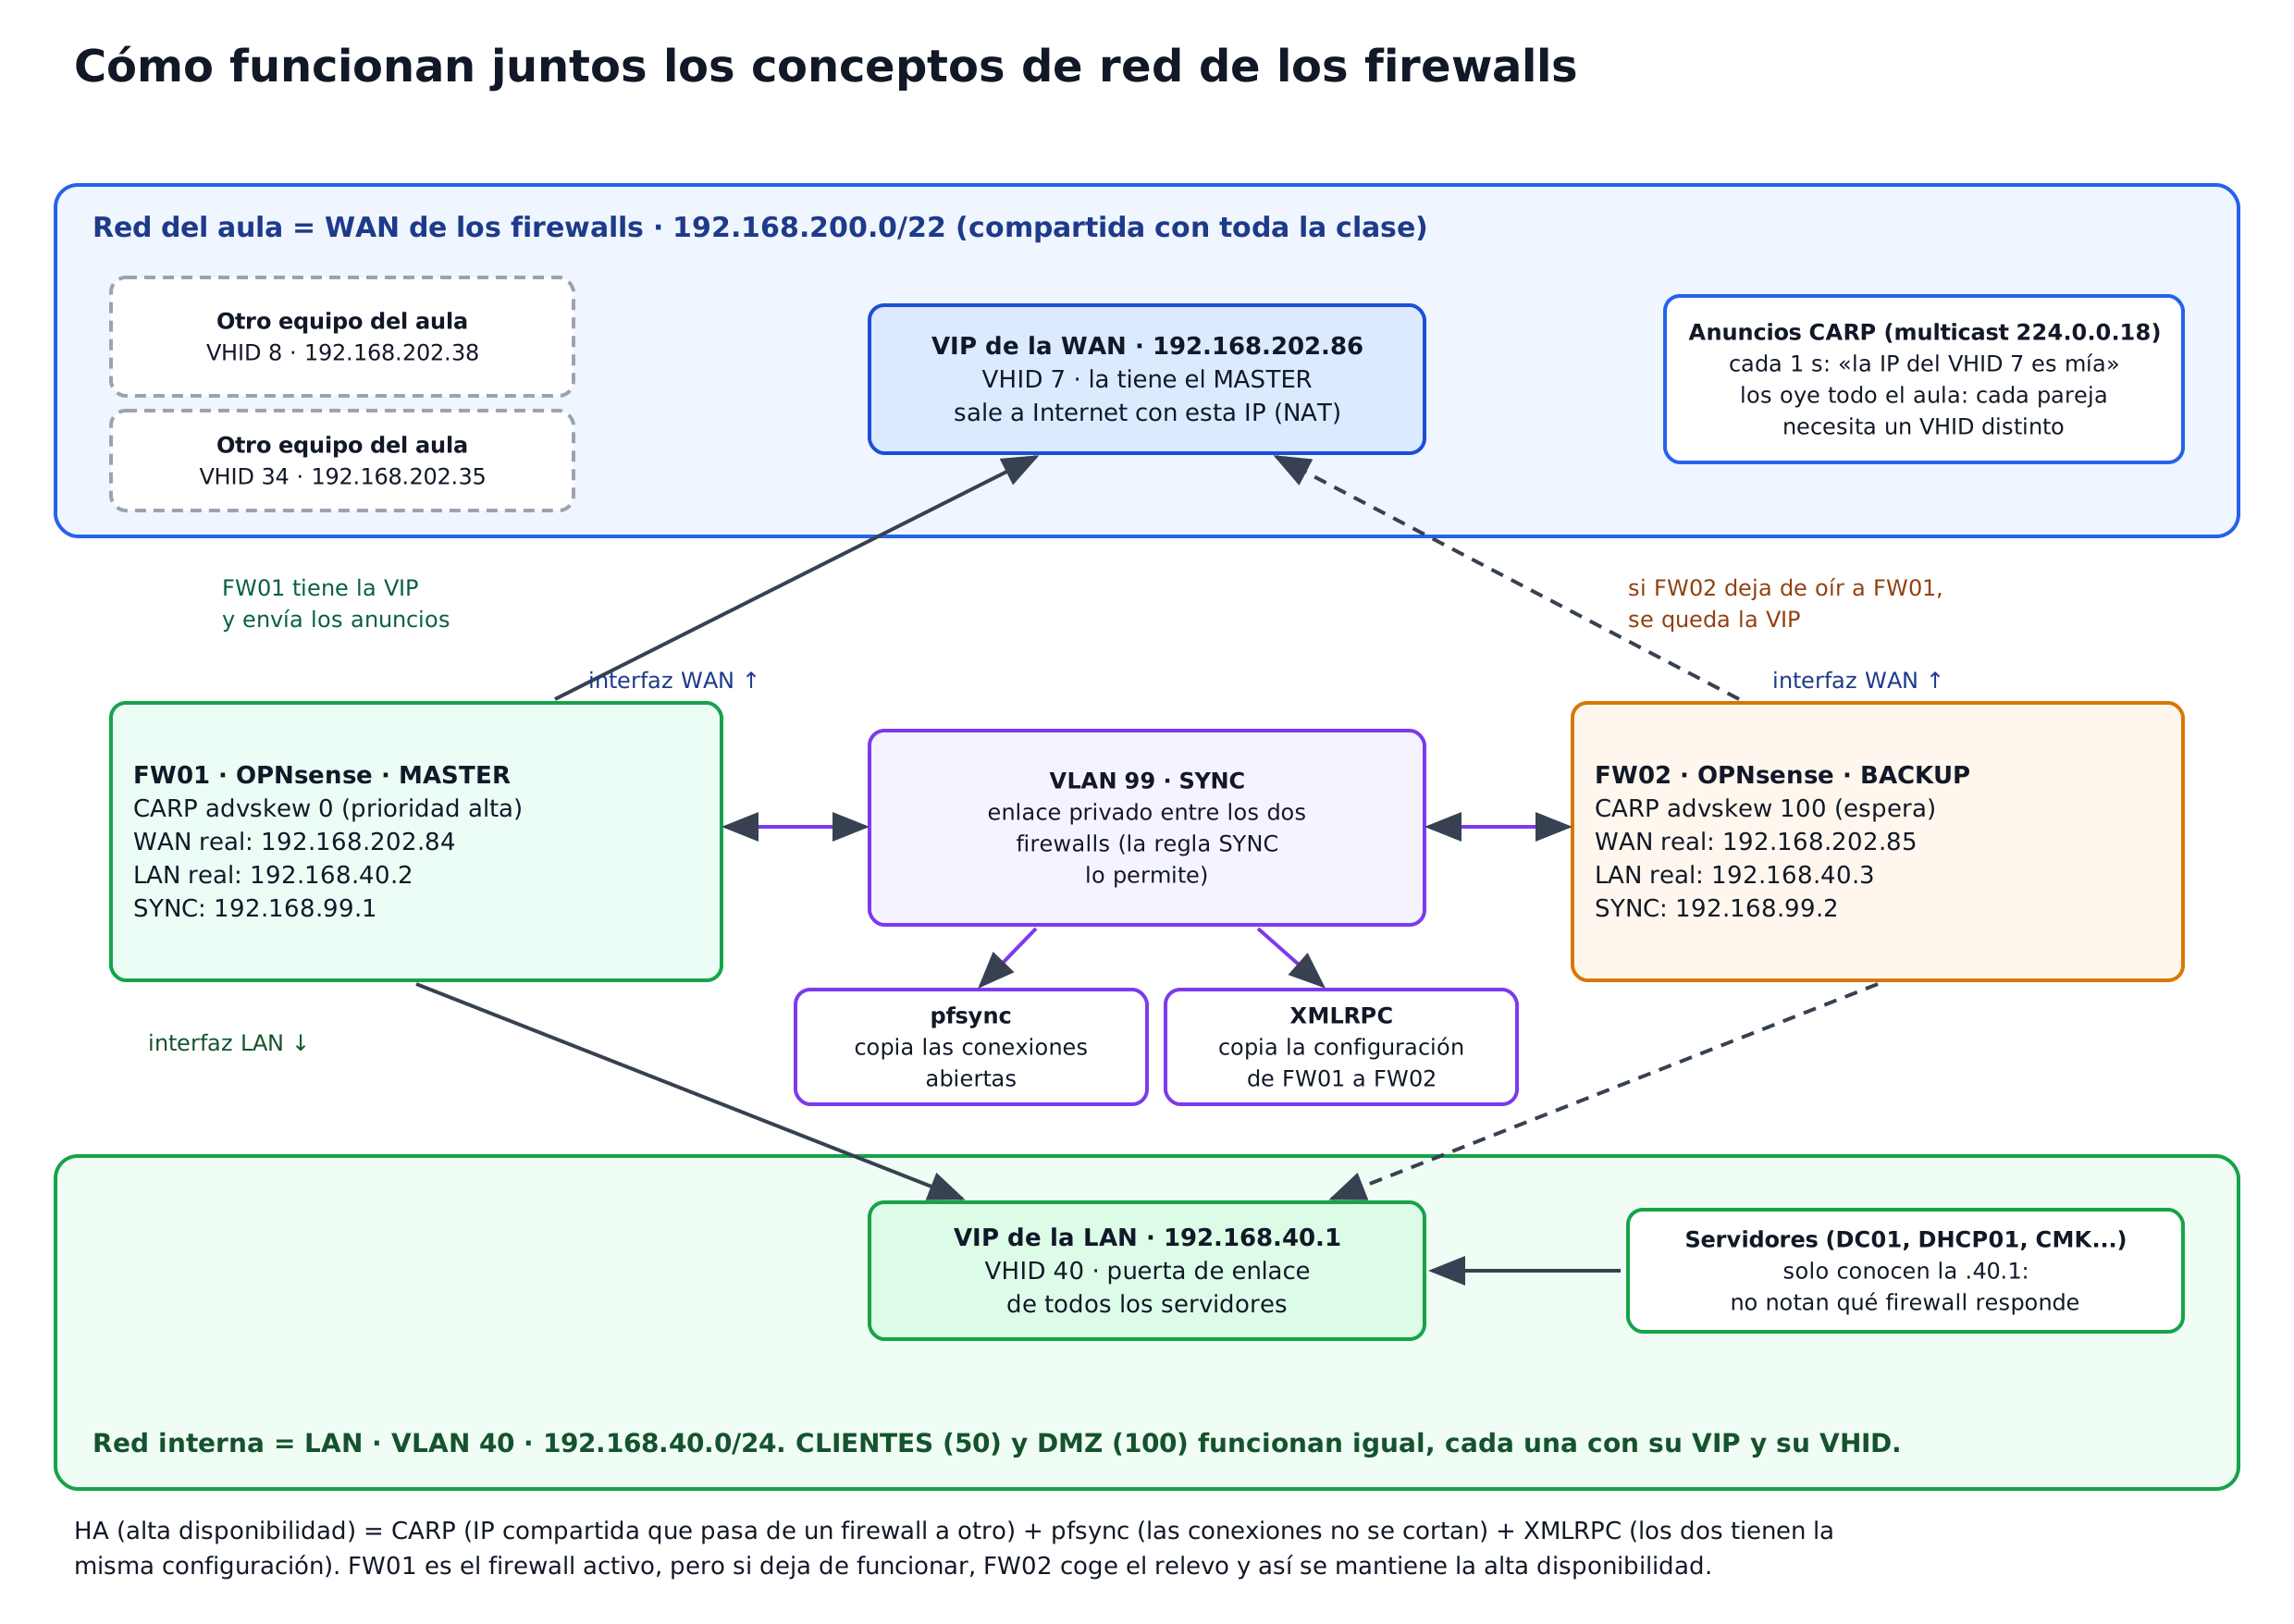 Cómo funcionan juntos los conceptos de red de los firewalls
Red del aula = WAN de los firewalls · 192.168.200.0/22 (compartida con toda la clase)
Otro equipo del aula
VHID 8 · 192.168.202.38
Otro equipo del aula
VHID 34 · 192.168.202.35
VIP de la WAN · 192.168.202.86
VHID 7 · la tiene el MASTER
sale a Internet con esta IP (NAT)
Anuncios CARP (multicast 224.0.0.18)
cada 1 s: «la IP del VHID 7 es mía»
los oye todo el aula: cada pareja
necesita un VHID distinto
FW01 tiene la VIP
y envía los anuncios
si FW02 deja de oír a FW01,
se queda la VIP
interfaz WAN ↑
interfaz WAN ↑
FW01 · OPNsense · MASTER
CARP advskew 0 (prioridad alta)
WAN real: 192.168.202.84
LAN real: 192.168.40.2
SYNC: 192.168.99.1
VLAN 99 · SYNC
enlace privado entre los dos
firewalls (la regla SYNC
lo permite)
FW02 · OPNsense · BACKUP
CARP advskew 100 (espera)
WAN real: 192.168.202.85
LAN real: 192.168.40.3
SYNC: 192.168.99.2
pfsync
copia las conexiones
abiertas
XMLRPC
copia la configuración
de FW01 a FW02
interfaz LAN ↓
VIP de la LAN · 192.168.40.1
VHID 40 · puerta de enlace
de todos los servidores
Servidores (DC01, DHCP01, CMK...)
solo conocen la .40.1:
no notan qué firewall responde
Red interna = LAN · VLAN 40 · 192.168.40.0/24. CLIENTES (50) y DMZ (100) funcionan igual, cada una con su VIP y su VHID.
HA (alta disponibilidad) = CARP (IP compartida que pasa de un firewall a otro) + pfsync (las conexiones no se cortan) + XMLRPC (los dos tienen la
misma configuración). FW01 es el firewall activo, pero si deja de funcionar, FW02 coge el relevo y así se mantiene la alta disponibilidad.